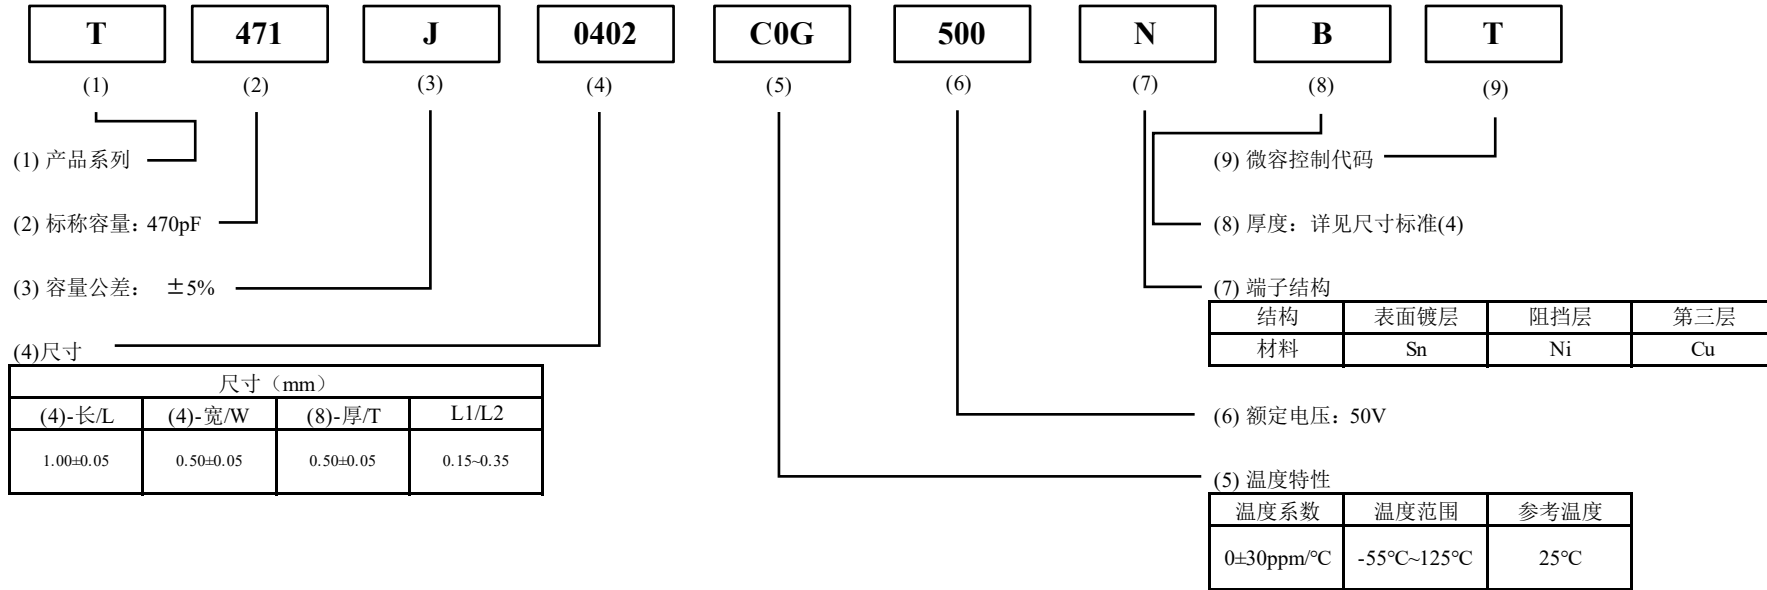 T 471 J 0402 C0G 500 N B T
(1) (2) (3) (4) (5) (6) (7) (8) (9)
(1) 产品系列
(9) 微容控制代码
(2) 标称容量：470pF
(8) 厚度：详见尺寸标准(4)
(3) 容量公差： ±5%
(7) 端子结构
结构 表面镀层 阻挡层 第三层
材料 Sn Ni Cu
(4)尺寸
尺寸（mm）
(4)-长/L (4)-宽/W (8)-厚/T L1/L2
1.00±0.05 0.50±0.05 0.50±0.05 0.15~0.35
(6) 额定电压：50V
(5) 温度特性
温度系数 温度范围 参考温度
0±30ppm/℃ -55℃~125℃ 25℃